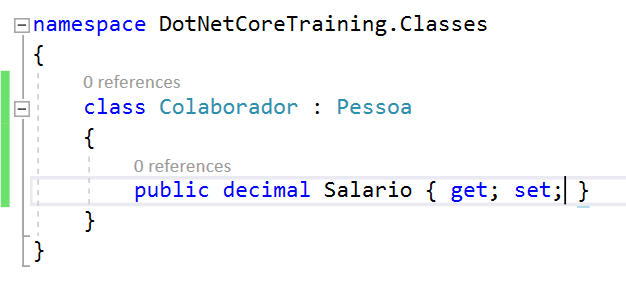 namespace DotNetCoreTraining.Classes
{
0 references
class Colaborador : Pessoa
{
0 references
public decimal Salario { get; set; }
}
}